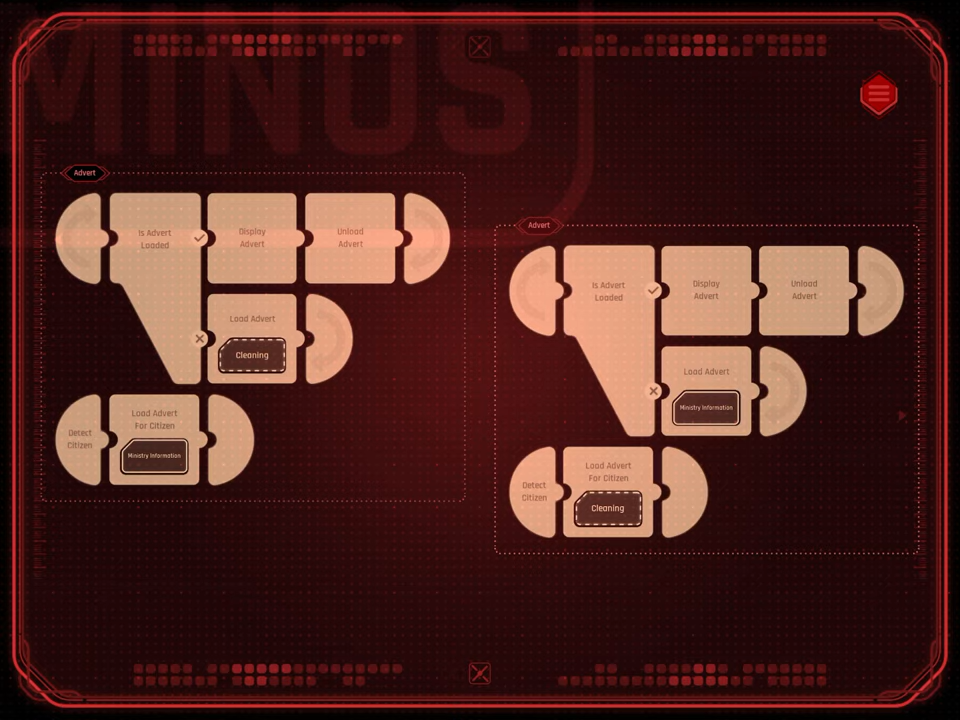 MINOS
Advert
Is Advert
Loaded
Display
Advert
Unload
Advert
Load Advert
Cleaning
Detect
Citizen
Load Advert
For Citizen
Ministry Information
Advert
Is Advert
Loaded
Display
Advert
Unload
Advert
Load Advert
Ministry Information
Detect
Citizen
Load Advert
For Citizen
Cleaning